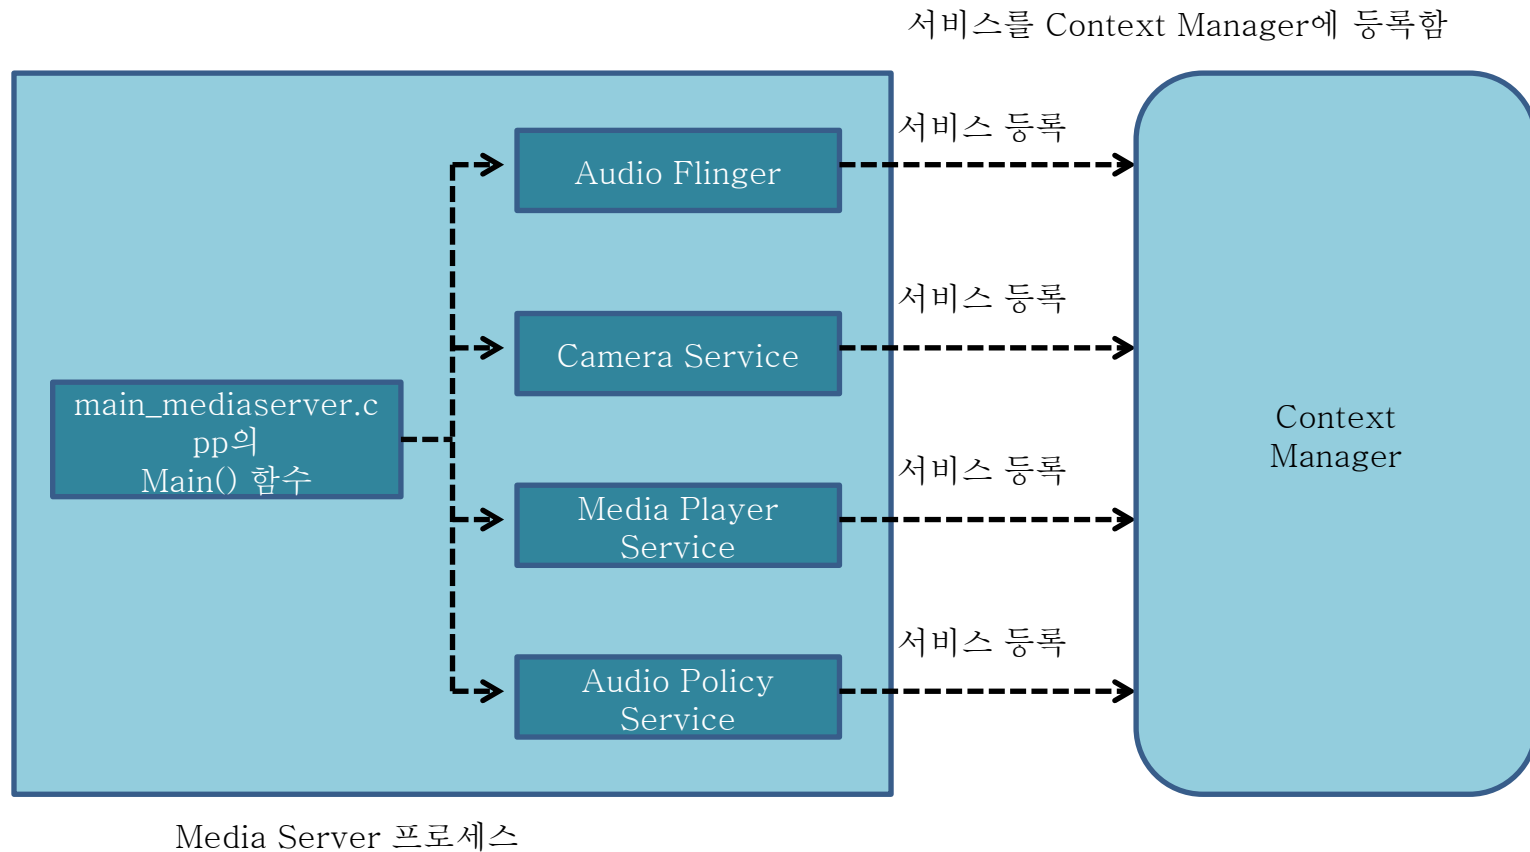 서비스를 Context Manager에 등록함
서비스 등록
Audio Flinger
서비스 등록
Camera Service
main_mediaserver.c
pp의
Main() 함수
Context
Manager
서비스 등록
Media Player
Service
서비스 등록
Audio Policy
Service
Media Server 프로세스